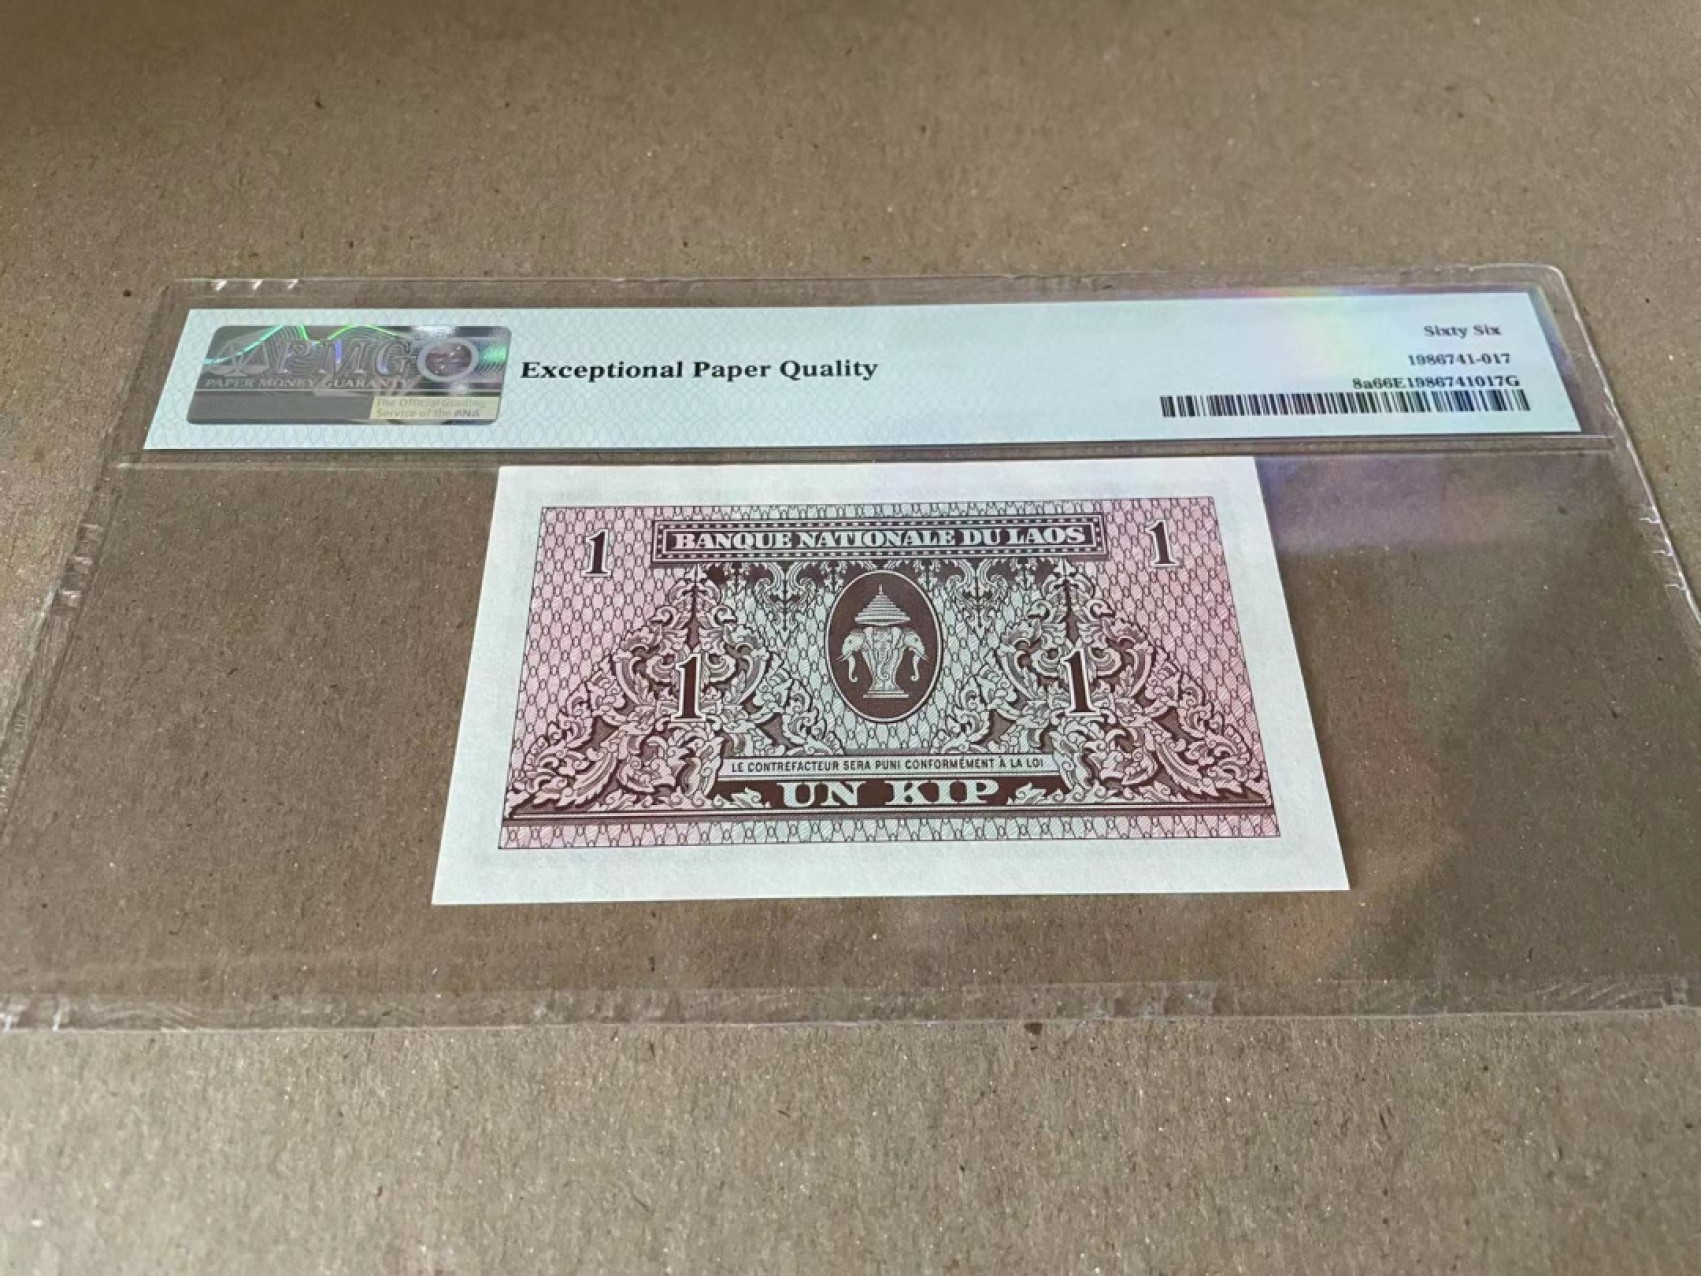 PMG
PAPER MONEY GUARANTY
The Official Grading
Service of the ANA
Exceptional Paper Quality
Sixty Six
1986741-017
8a66E1986741017G
1 BANQUE NATIONALE DU LAOS 1
1 1
LE CONTREFACTEUR SERA PUNI CONFORMÉMENT À LA LOI
UN KIP